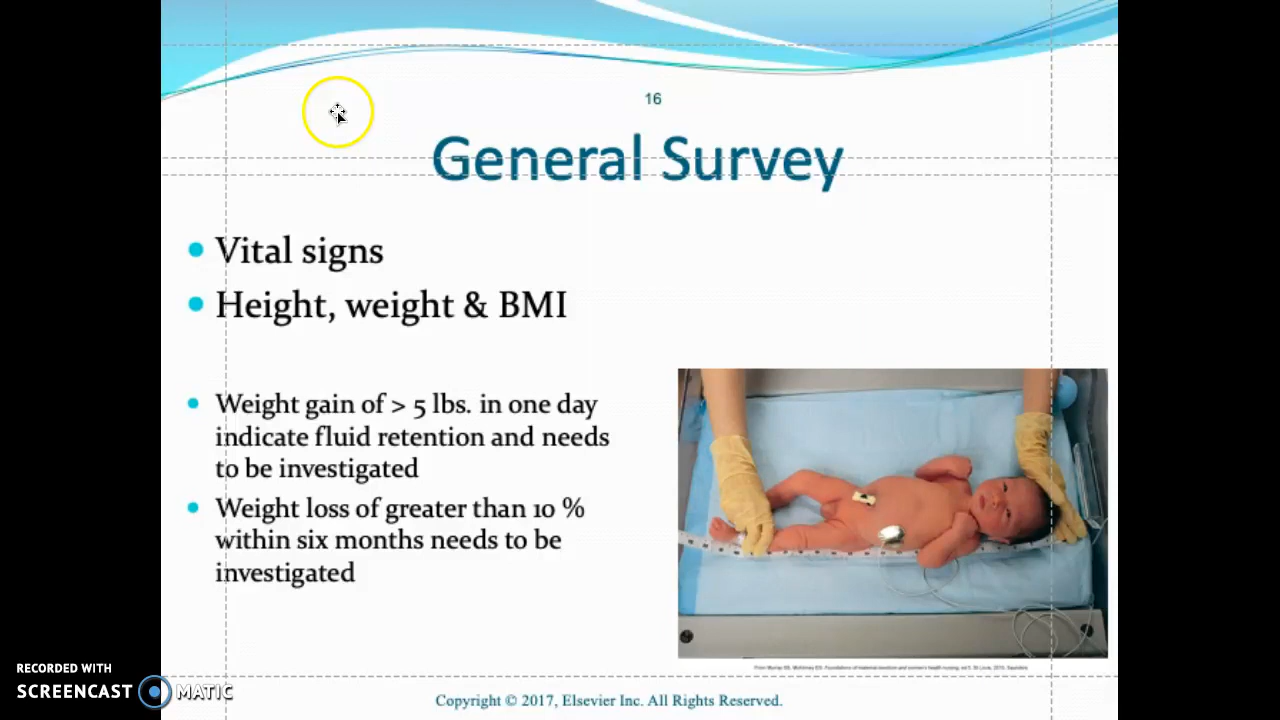 16
General Survey
Vital signs
Height, weight & BMI
Weight gain of > 5 lbs. in one day
indicate fluid retention and needs
to be investigated
Weight loss of greater than 10 %
within six months needs to be
investigated
RECORDED WITH
SCREENCAST MATIC
Copyright © 2017, Elsevier Inc. All Rights Reserved.